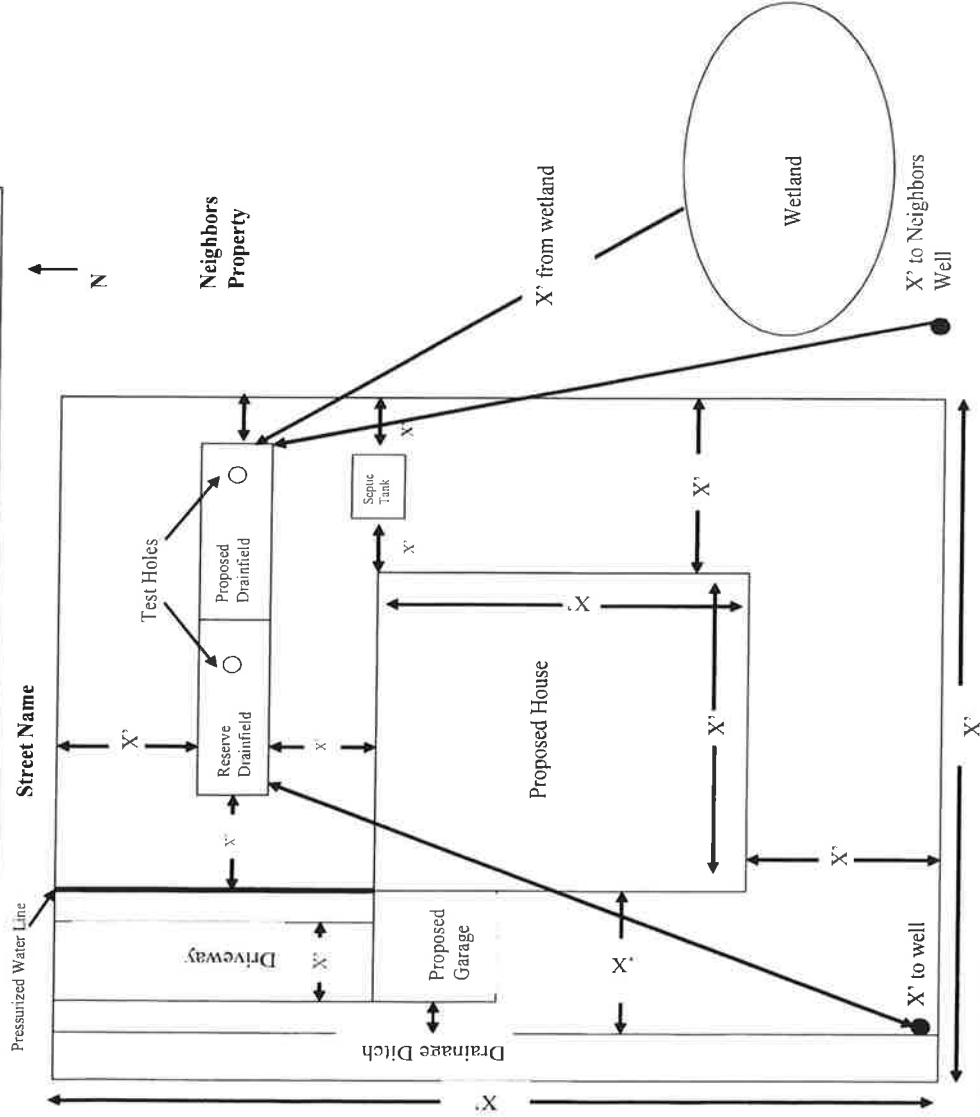 Street Name
Pressurized Water Line
N
Neighbors
Property
Test Holes
X'
Reserve
Drainfield
Proposed
Drainfield
X'
X'
X'
Septic
Tank
X'
X' from wetland
Driveway
X'
Proposed
Garage
Proposed House
X'
X'
X'
X'
Drainage Ditch
X'
X'
Wetland
X' to well
X' to Neighbors
Well
X'
X'